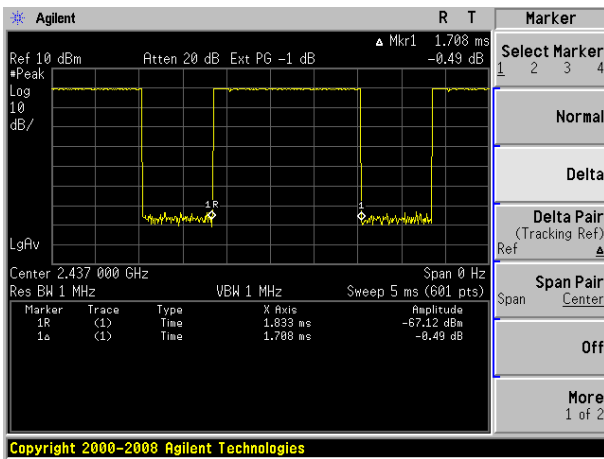 Agilent
R T
Marker
Δ Mkr1 1.708 ms
Ref 10 dBm Atten 20 dB Ext PG -1 dB -0.49 dB
#Peak
Log
10
dB/
1R
1
LgAv
Center 2.437 000 GHz Span 0 Hz
Res BW 1 MHz VBW 1 MHz Sweep 5 ms (601 pts)
Marker Trace Type X Axis Amplitude
1R (1) Time 1.833 ms -67.12 dBm
1Δ (1) Time 1.708 ms -0.49 dB
Select Marker
1 2 3 4
Normal
Delta
Delta Pair
(Tracking Ref)
Ref Δ
Span Pair
Span Center
Off
More
1 of 2
Copyright 2000-2008 Agilent Technologies